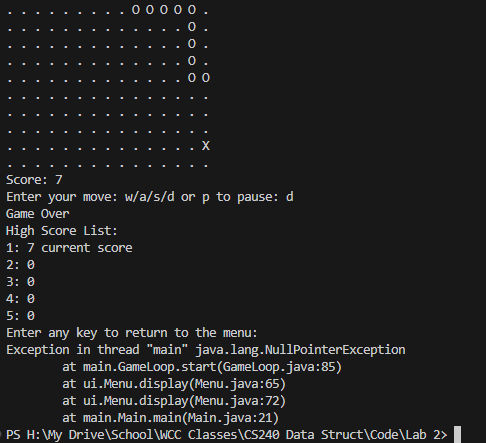 . . . . . . . . . O O O O O .
. . . . . . . . . . . . . O .
. . . . . . . . . . . . . O .
. . . . . . . . . . . . . O .
. . . . . . . . . . . . . O O
. . . . . . . . . . . . . . .
. . . . . . . . . . . . . . .
. . . . . . . . . . . . . . .
. . . . . . . . . . . . . . X
. . . . . . . . . . . . . . .
Score: 7
Enter your move: w/a/s/d or p to pause: d
Game Over
High Score List:
1: 7 current score
2: 0
3: 0
4: 0
5: 0
Enter any key to return to the menu:
Exception in thread "main" java.lang.NullPointerException
at main.GameLoop.start(GameLoop.java:85)
at ui.Menu.display(Menu.java:65)
at ui.Menu.display(Menu.java:72)
at main.Main.main(Main.java:21)
PS H:\My Drive\School\WCC Classes\CS240 Data Struct\Code\Lab 2>